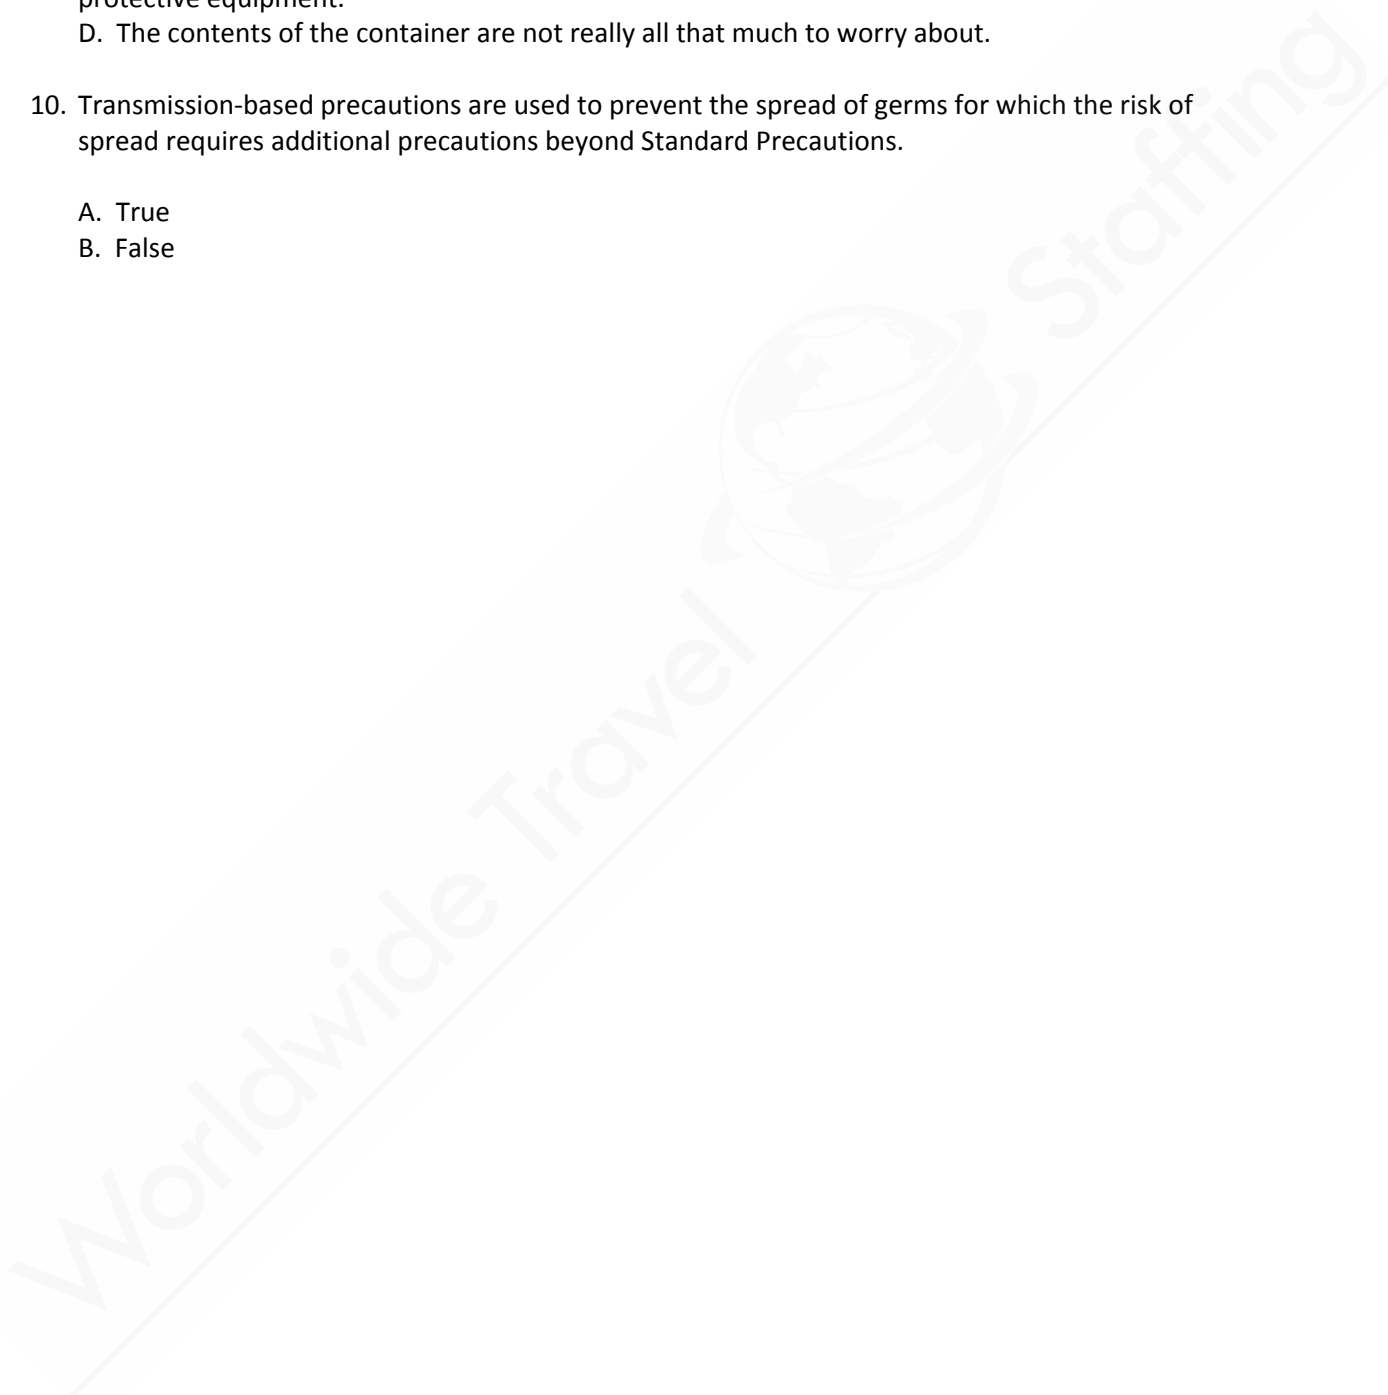 protective equipment.
D. The contents of the container are not really all that much to worry about.
10. Transmission-based precautions are used to prevent the spread of germs for which the risk of
spread requires additional precautions beyond Standard Precautions.
A. True
B. False
Worldwide Travel Staffing